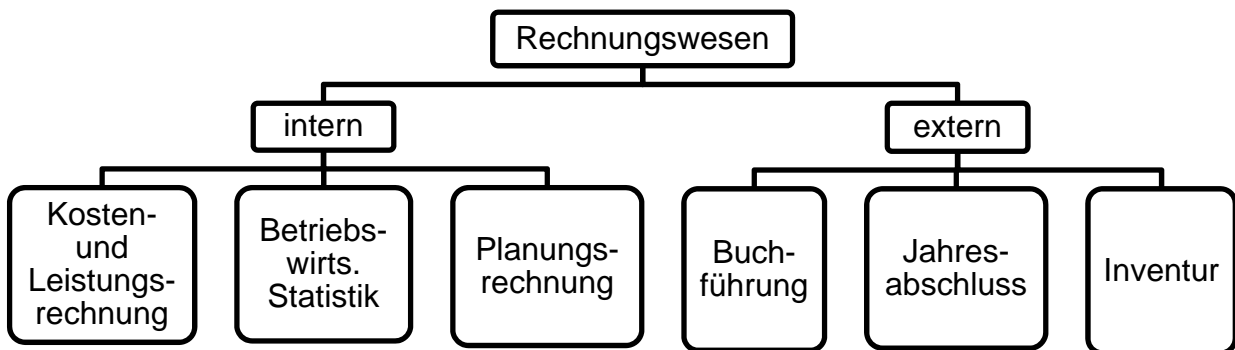 Rechnungswesen
intern
extern
Kosten-
und
Leistungs-
rechnung
Betriebs-
wirts.
Statistik
Planungs-
rechnung
Buch-
führung
Jahres-
abschluss
Inventur